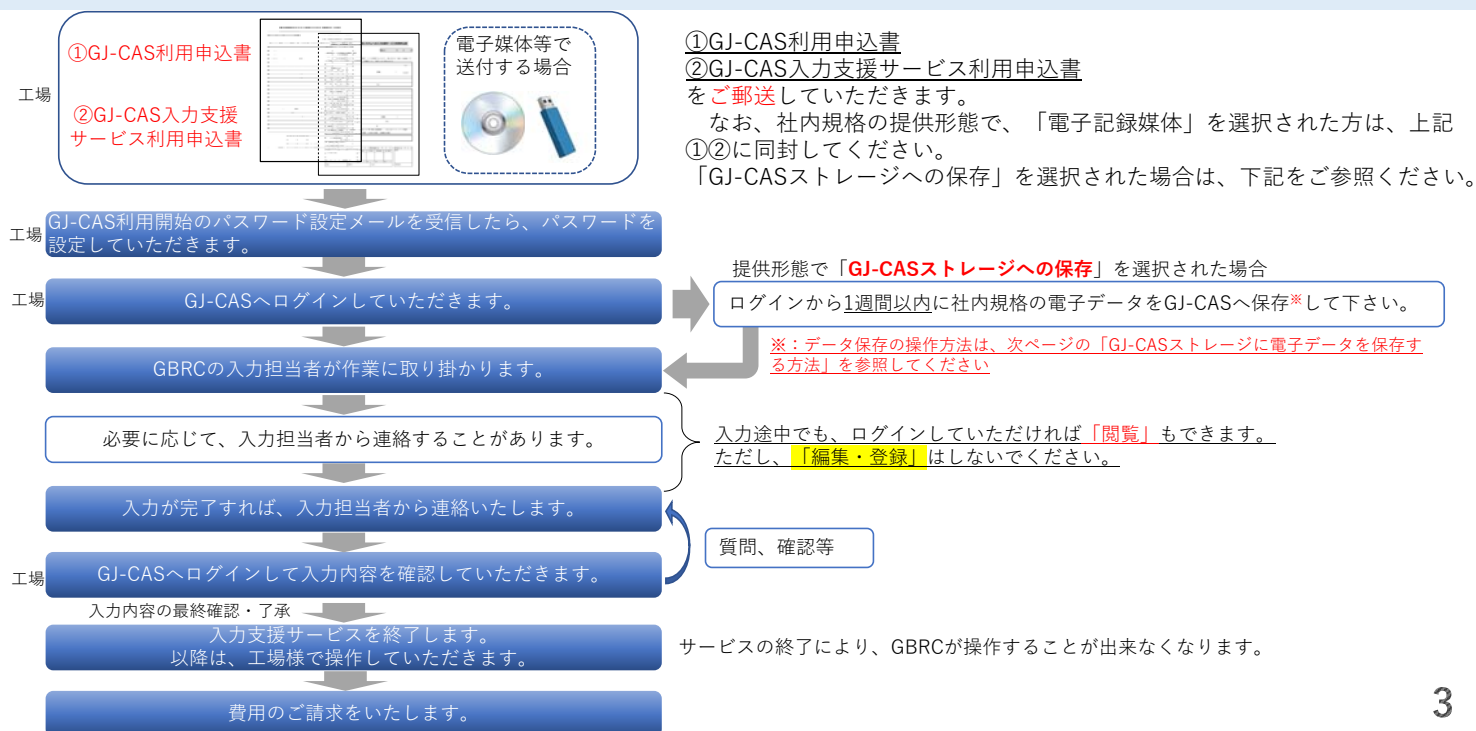 ①GJ-CAS利用申込書
②GJ-CAS入力支援
サービス利用申込書
電子媒体等で
送付する場合
工場
①GJ-CAS利用申込書
②GJ-CAS入力支援サービス利用申込書
をご郵送していただきます。
なお、社内規格の提供形態で、「電子記録媒体」を選択された方は、上記
①②に同封してください。
「GJ-CASストレージへの保存」を選択された場合は、下記をご参照ください。
工場
GJ-CAS利用開始のパスワード設定メールを受信したら、パスワードを
設定していただきます。
工場
GJ-CASへログインしていただきます。
提供形態で「GJ-CASストレージへの保存」を選択された場合
ログインから1週間以内に社内規格の電子データをGJ-CASへ保存※して下さい。
※：データ保存の操作方法は、次ページの「GJ-CASストレージに電子データを保存す
る方法」を参照してください
GBRCの入力担当者が作業に取り掛かります。
必要に応じて、入力担当者から連絡することがあります。
入力途中でも、ログインしていただければ「閲覧」もできます。
ただし、「編集・登録」はしないでください。
入力が完了すれば、入力担当者から連絡いたします。
質問、確認等
工場
GJ-CASへログインして入力内容を確認していただきます。
入力内容の最終確認・了承
入力支援サービスを終了します。
以降は、工場様で操作していただきます。
サービスの終了により、GBRCが操作することが出来なくなります。
費用のご請求をいたします。
3